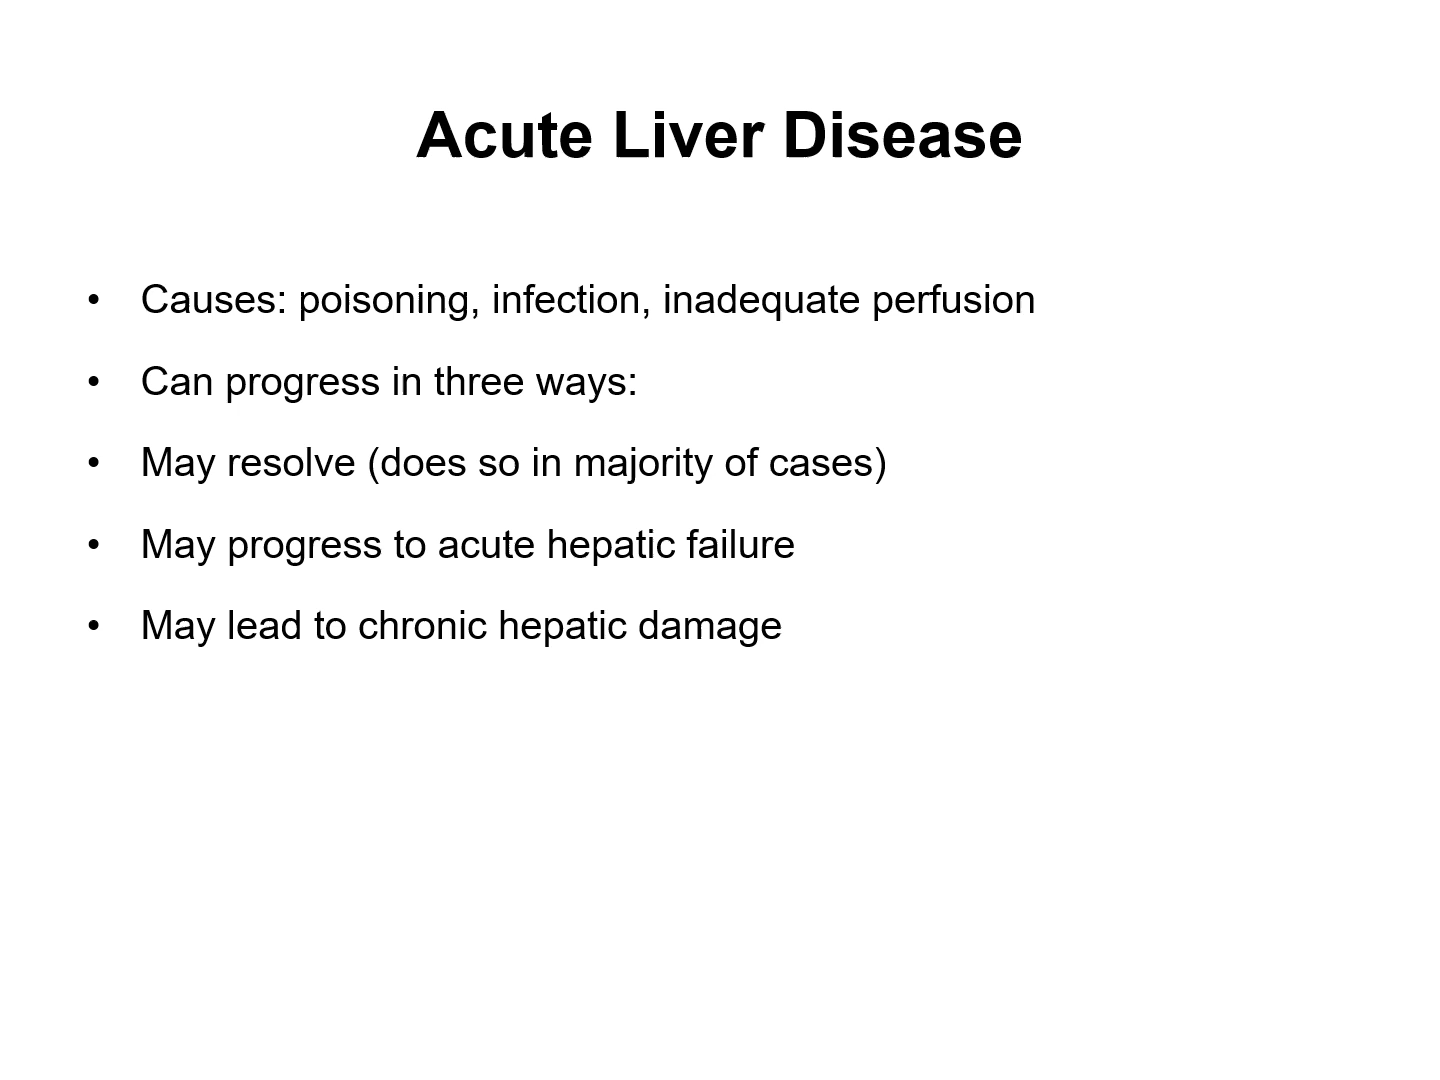 Acute Liver Disease
• Causes: poisoning, infection, inadequate perfusion
• Can progress in three ways:
• May resolve (does so in majority of cases)
• May progress to acute hepatic failure
• May lead to chronic hepatic damage